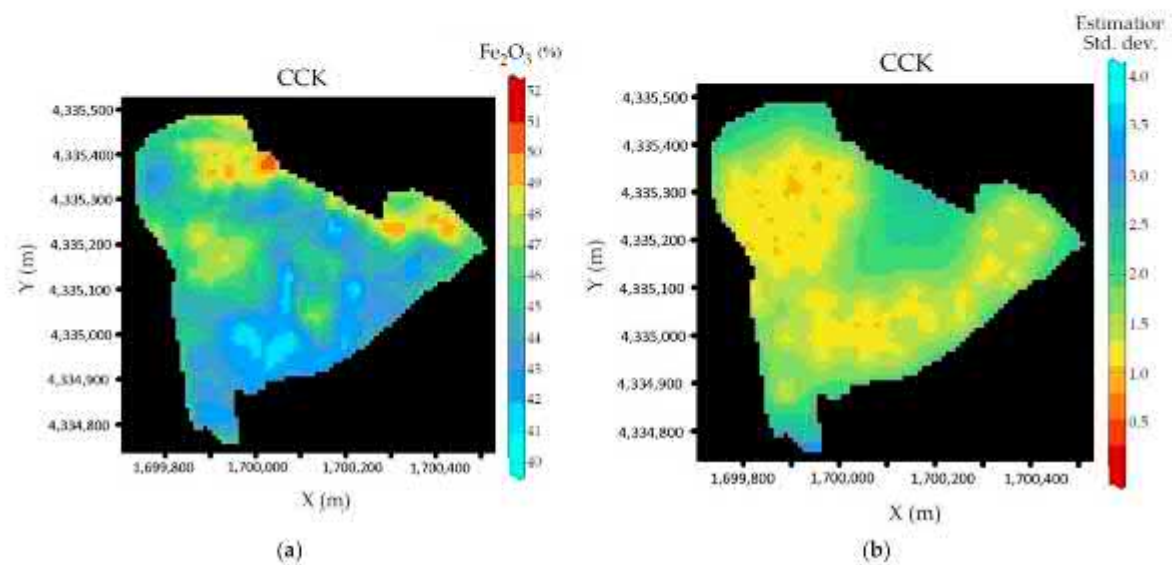 Fe₂O₃ (%)
CCK
4,335,500
4,335,400
4,335,300
4,335,200
4,335,100
4,335,000
4,334,900
4,334,800
Y (m)
1,699,800 1,700,000 1,700,200 1,700,400
X (m)
52
51
50
49
48
47
46
45
44
43
42
41
40
(a)
Estimation
Std. dev.
CCK
4,335,500
4,335,400
4,335,300
4,335,200
4,335,100
4,335,000
4,334,900
4,334,800
Y (m)
1,699,800 1,700,000 1,700,200 1,700,400
X (m)
4.0
3.5
3.0
2.5
2.0
1.5
1.0
0.5
(b)